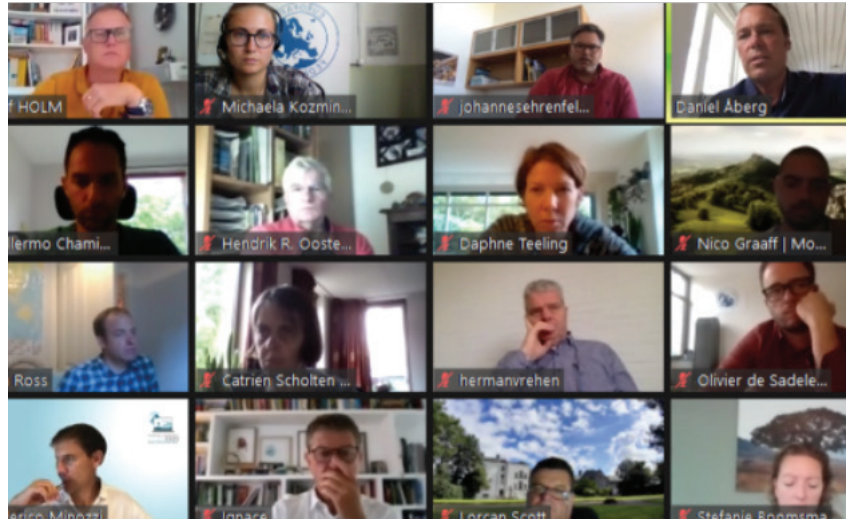 f HOLM
Michaela Kozmin...
johannesehrenfel...
Daniel Åberg
llermo Chami...
Hendrik R. Ooste...
Daphne Teeling
Nico Graaff | Mo...
Ross
Catrien Scholten ...
hermanvrehen
Olivier de Sadele...
erico Minozzi
Ignace
Lorcan Scott
Stefanie Boomsma